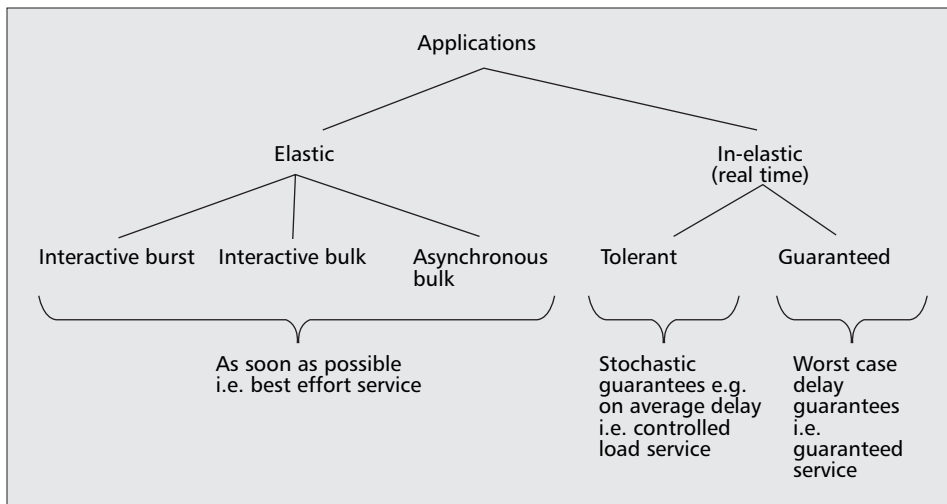 Applications
Elastic
In-elastic
(real time)
Interactive burst
Interactive bulk
Asynchronous
bulk
Tolerant
Guaranteed
As soon as possible
i.e. best effort service
Stochastic
guarantees e.g.
on average delay
i.e. controlled
load service
Worst case
delay
guarantees
i.e.
guaranteed
service